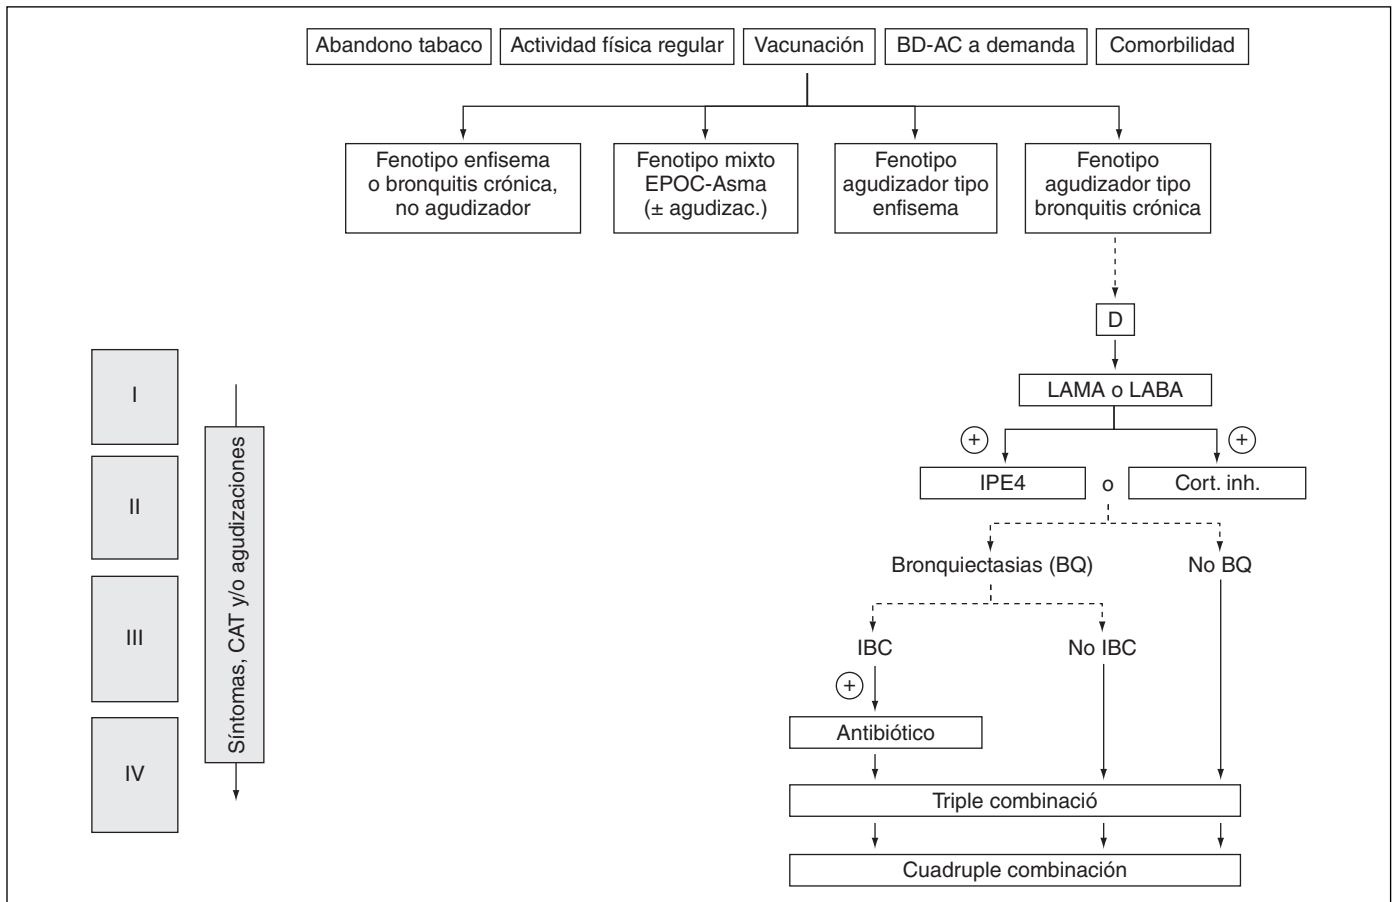 Abandono tabaco
Actividad física regular
Vacunación
BD-AC a demanda
Comorbilidad
Fenotipo enfisema
o bronquitis crónica,
no agudizador
Fenotipo mixto
EPOC-Asma
(± agudizac.)
Fenotipo
agudizador tipo
enfisema
Fenotipo
agudizador tipo
bronquitis crónica
D
LAMA o LABA
+
+
IPE4
o
Cort. inh.
Bronquiectasias (BQ)
No BQ
IBC
No IBC
+
Antibiótico
Triple combinació
Cuadruple combinación
I
II
III
IV
Síntomas, CAT y/o agudizaciones